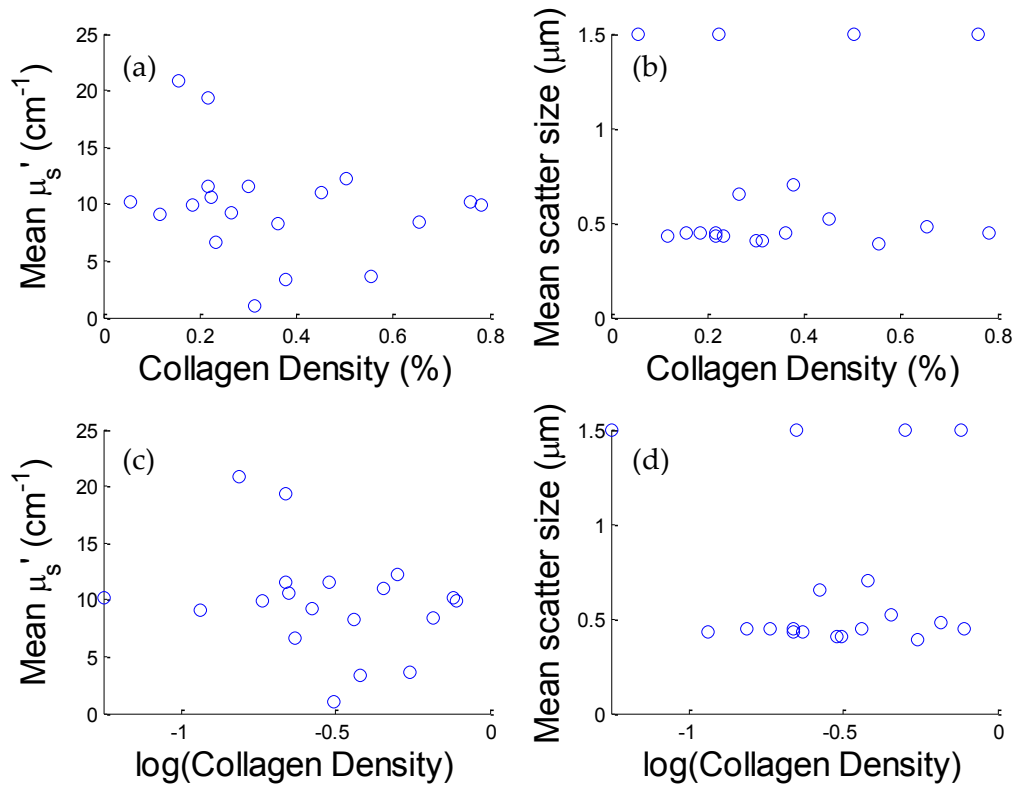 (a)
25
20
15
10
5
0
0 0.2 0.4 0.6 0.8
Mean μs' (cm-1)
Collagen Density (%)
(b)
1.5
1
0.5
0
0 0.2 0.4 0.6 0.8
Mean scatter size (μm)
Collagen Density (%)
(c)
25
20
15
10
5
0
-1 -0.5 0
Mean μs' (cm-1)
log(Collagen Density)
(d)
1.5
1
0.5
0
-1 -0.5 0
Mean scatter size (μm)
log(Collagen Density)